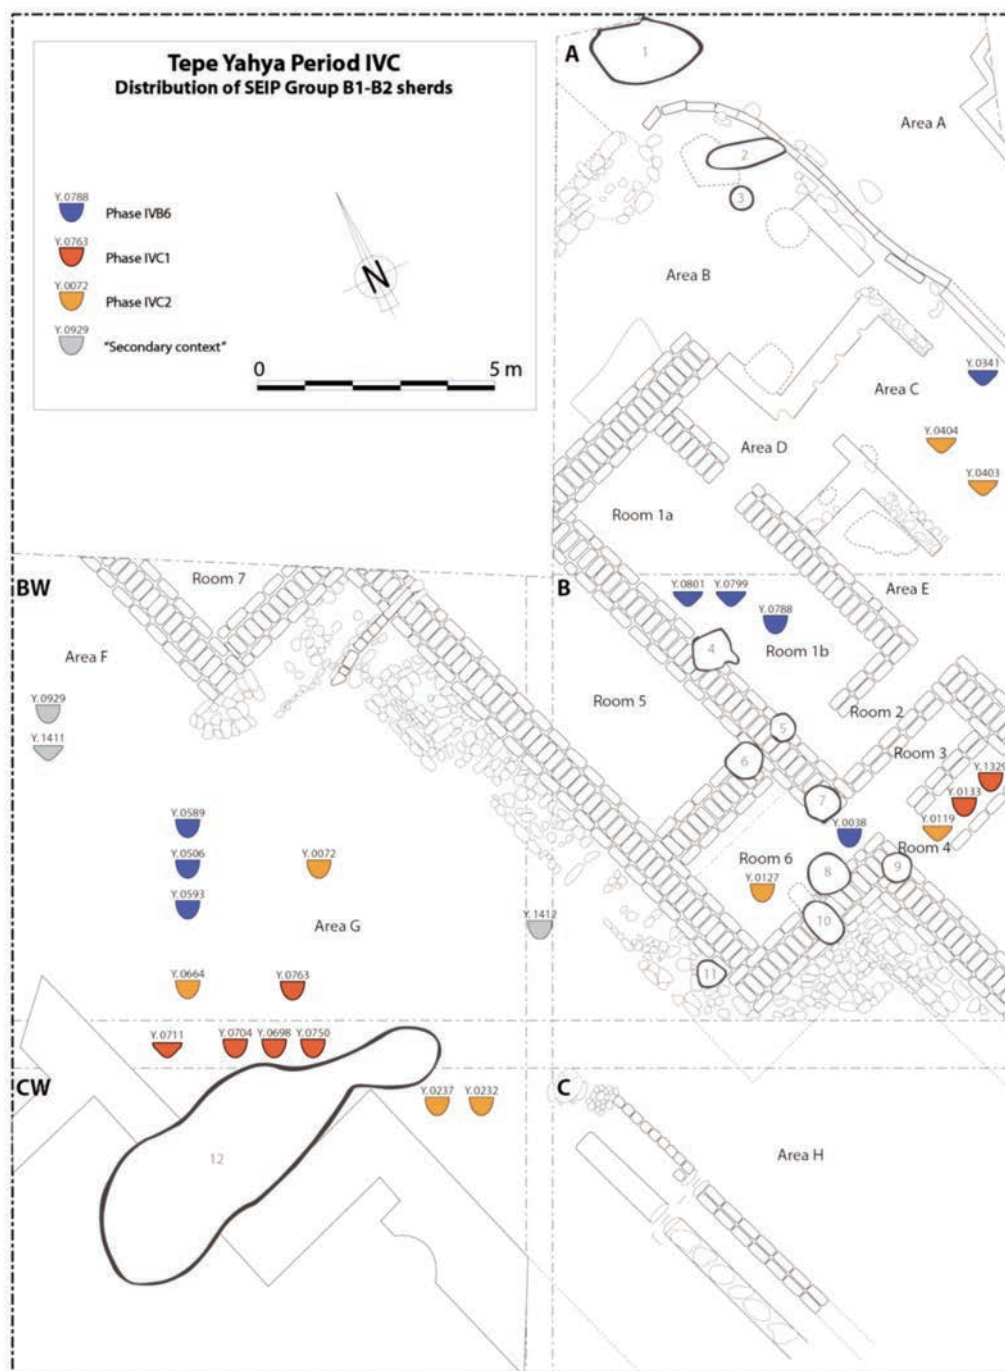 Tepe Yahya Period IVC
Distribution of SEIP Group B1-B2 sherds
Y.0788
Phase IVB6
Y.0763
Phase IVC1
Y.0072
Phase IVC2
Y.0929
"Secondary context"
N
0 5 m
A
1
Area A
2
3
Area B
Y.0341
Area C
Y.0404
Area D
Y.0403
Room 1a
BW
Room 7
B
Area E
Y.0801 Y.0799
Y.0788
4
Room 1b
Area F
Room 5
Y.0929
Room 2
5
Y.1411
Room 3
6
Y.1329
Y.0133
7
Y.0589
Y.0038
Y.0119
Room 4
Y.0506
Y.0072
Room 6
8
9
Y.0127
Y.0593
Area G
Y.1412
10
Y.0664
Y.0763
11
Y.0711
Y.0704 Y.0698 Y.0750
CW
C
Y.0237 Y.0232
12
Area H